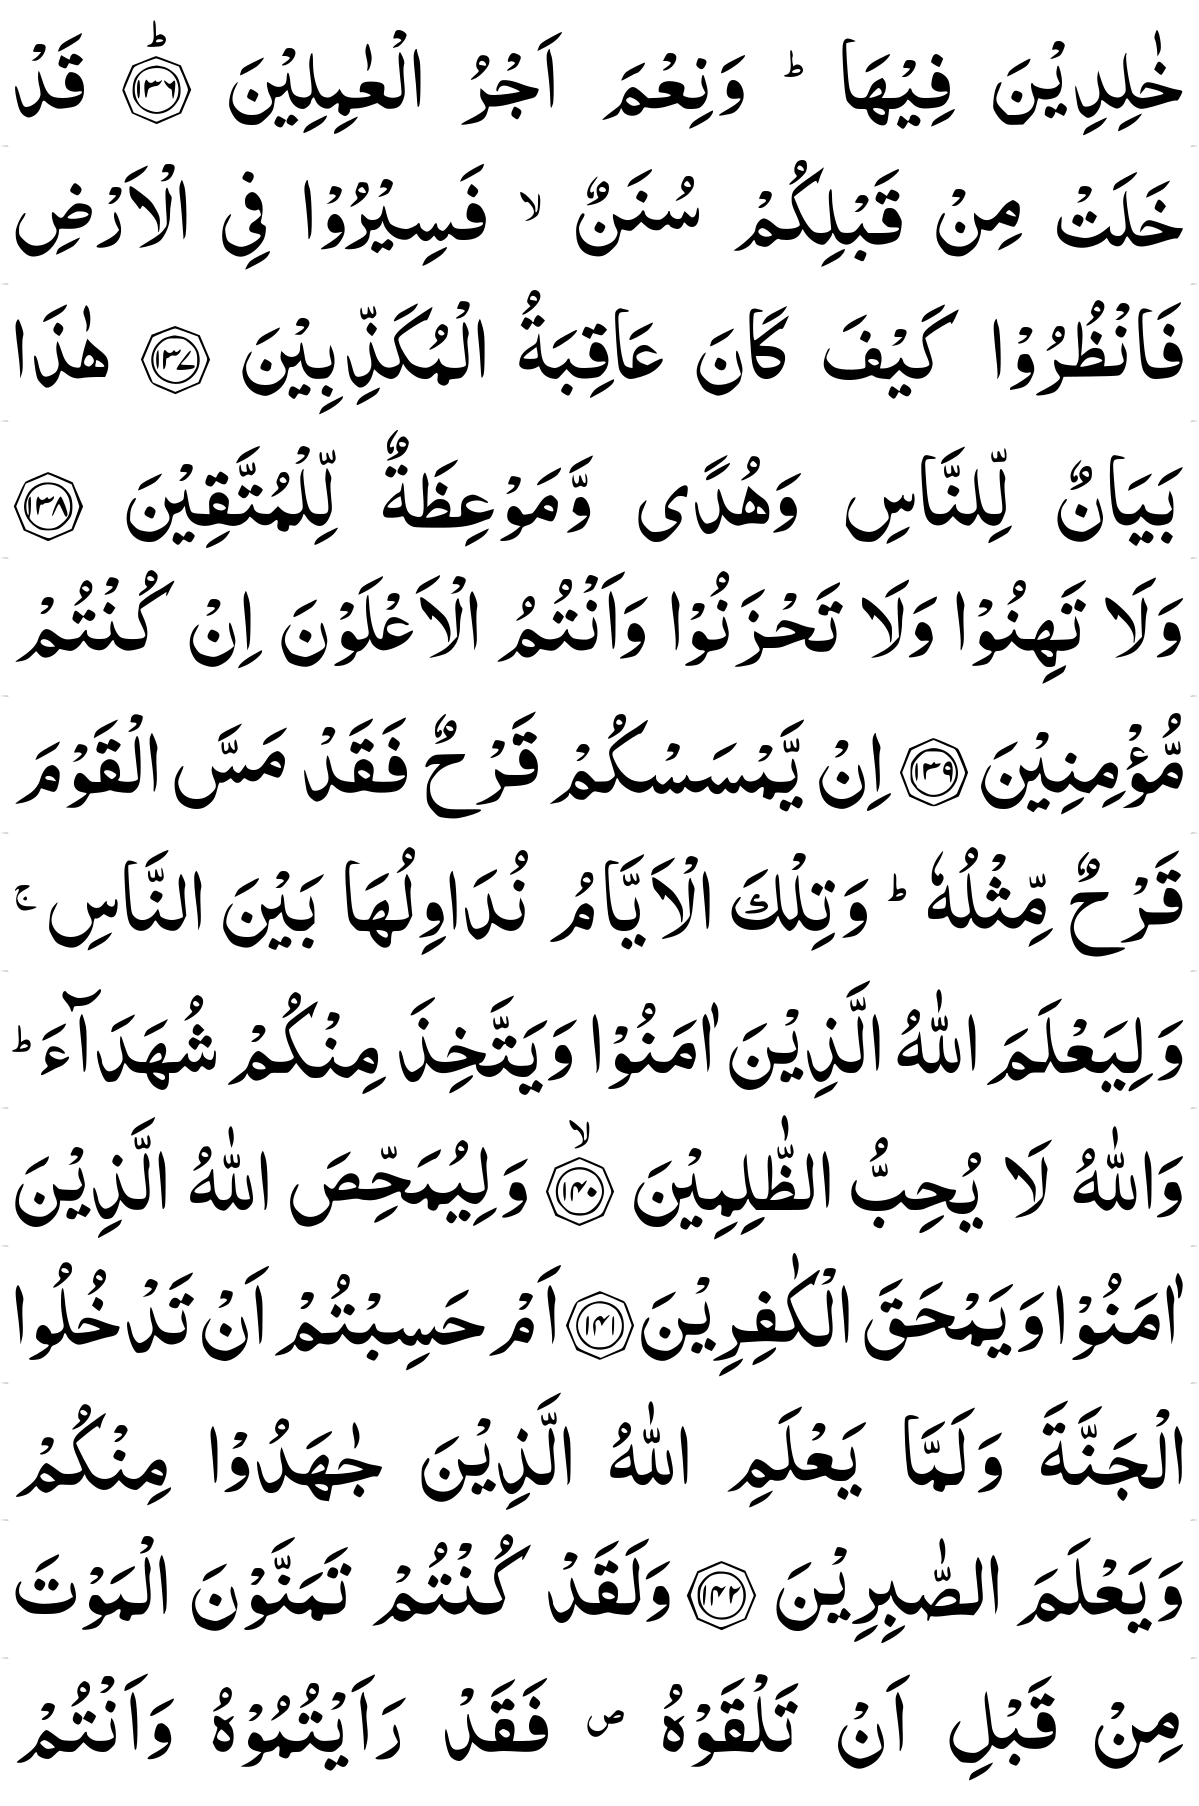 خٰلِدِيْنَ فِيْهَا ؕ وَنِعْمَ اَجْرُ الْعٰمِلِيْنَ ؕ‏ ﴿۱۳۶﴾ قَدْ
خَلَتْ مِنْ قَبْلِكُمْ سُنَنٌ ۙ فَسِيْرُوْا فِى الْاَرْضِ
فَانْظُرُوْا كَيْفَ كَانَ عَاقِبَةُ الْمُكَذِّبِيْنَ ﴿۱۳۷﴾ هٰذَا
بَيَانٌ لِّلنَّاسِ وَهُدًى وَّمَوْعِظَةٌ لِّلْمُتَّقِيْنَ ﴿۱۳۸﴾
وَلَا تَهِنُوْا وَلَا تَحْزَنُوْا وَاَنْتُمُ الْاَعْلَوْنَ اِنْ كُنْتُمْ
مُّؤْمِنِيْنَ ﴿۱۳۹﴾ اِنْ يَّمْسَسْكُمْ قَرْحٌ فَقَدْ مَسَّ الْقَوْمَ
قَرْحٌ مِّثْلُهٗ ؕ وَتِلْكَ الْاَيَّامُ نُدَاوِلُهَا بَيْنَ النَّاسِ ۚ
وَلِيَعْلَمَ اللّٰهُ الَّذِيْنَ اٰمَنُوْا وَيَتَّخِذَ مِنْكُمْ شُهَدَآءَ ؕ
وَاللّٰهُ لَا يُحِبُّ الظّٰلِمِيْنَ ۙ ﴿۱۴۰﴾ وَلِيُمَحِّصَ اللّٰهُ الَّذِيْنَ
اٰمَنُوْا وَيَمْحَقَ الْكٰفِرِيْنَ ﴿۱۴۱﴾ اَمْ حَسِبْتُمْ اَنْ تَدْخُلُوا
الْجَنَّةَ وَلَمَّا يَعْلَمِ اللّٰهُ الَّذِيْنَ جٰهَدُوْا مِنْكُمْ
وَيَعْلَمَ الصّٰبِرِيْنَ ﴿۱۴۲﴾ وَلَقَدْ كُنْتُمْ تَمَنَّوْنَ الْمَوْتَ
مِنْ قَبْلِ اَنْ تَلْقَوْهُ ص فَقَدْ رَاَيْتُمُوْهُ وَاَنْتُمْ